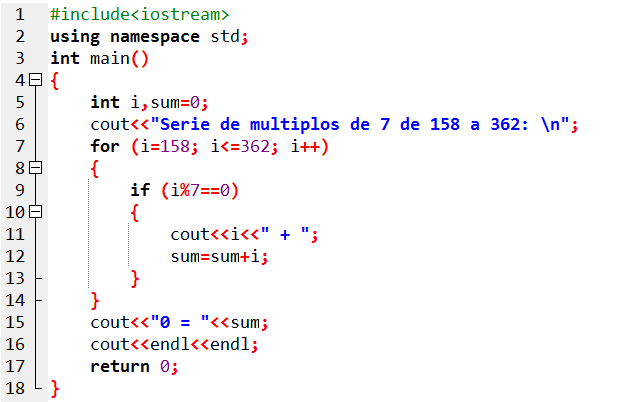 1 #include<iostream>
2 using namespace std;
3 int main()
4 {
5 int i,sum=0;
6 cout<<"Serie de multiplos de 7 de 158 a 362: \n";
7 for (i=158; i<=362; i++)
8 {
9 if (i%7==0)
10 {
11 cout<<i<<" + ";
12 sum=sum+i;
13 }
14 }
15 cout<<"0 = "<<sum;
16 cout<<endl<<endl;
17 return 0;
18 }